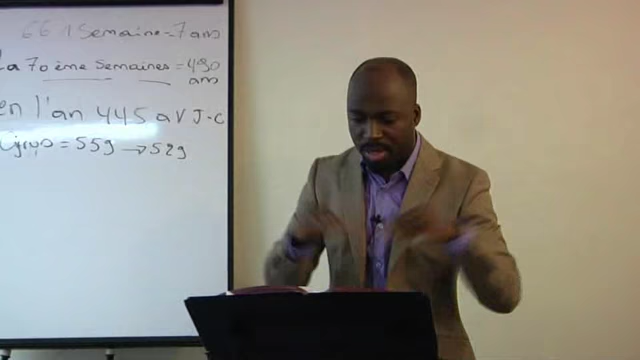 1 Semaine = 7 ans
La 70 ème Semaines = 490
ans
en l'an 445 av J-C
Cyrus = 559 → 529